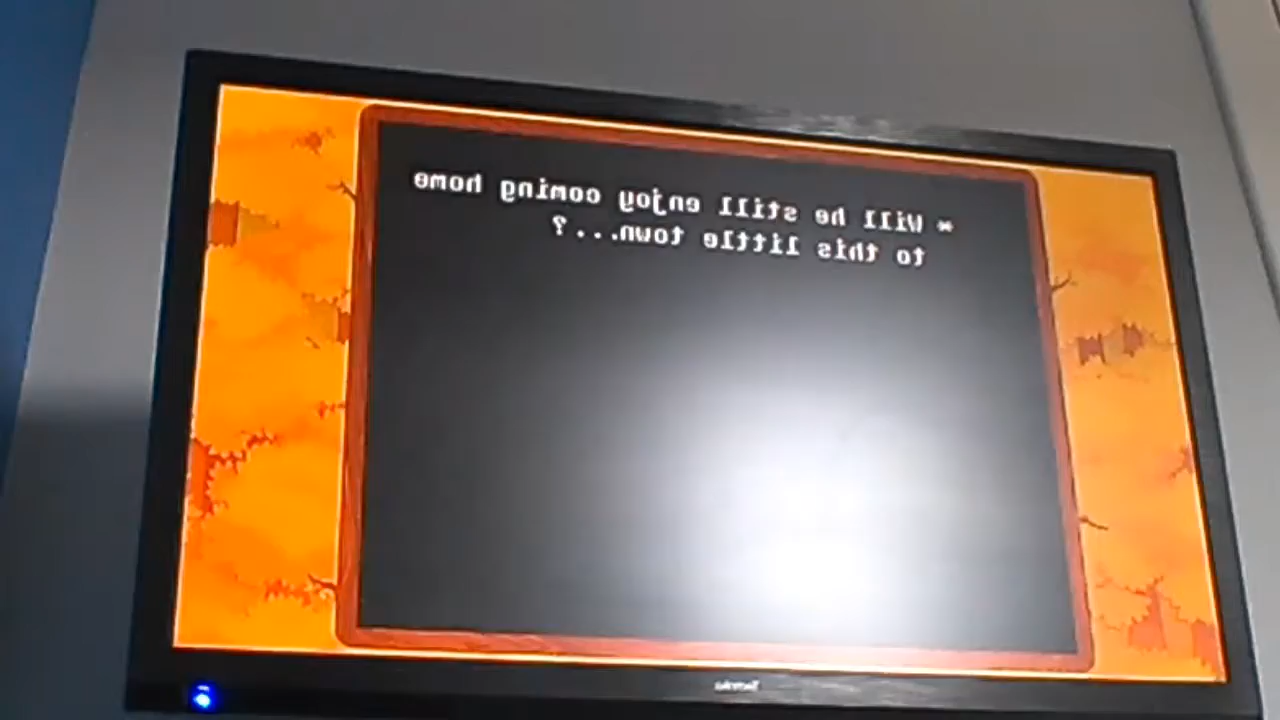 * Will he still enjoy coming home
to this little town...?